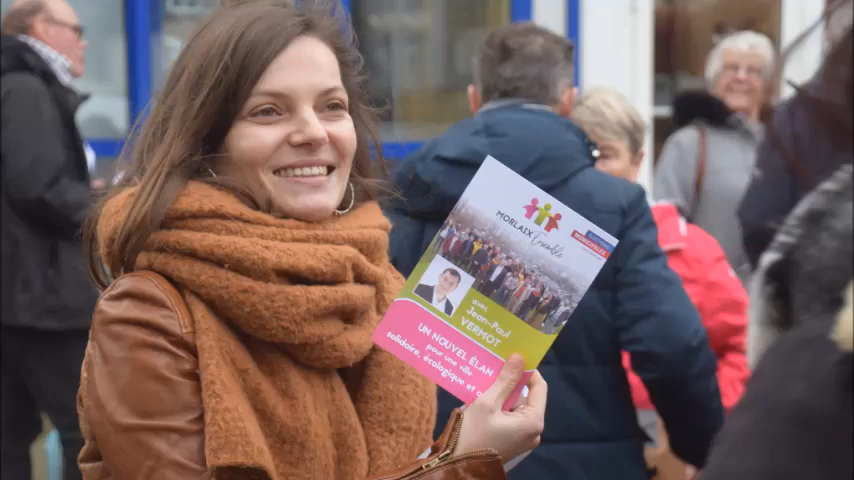 MORLAIX
Ensemble
MUNICIPALES
avec
Jean-Paul
VERMOT
UN NOUVEL ÉLAN
pour une ville
solidaire, écologique et